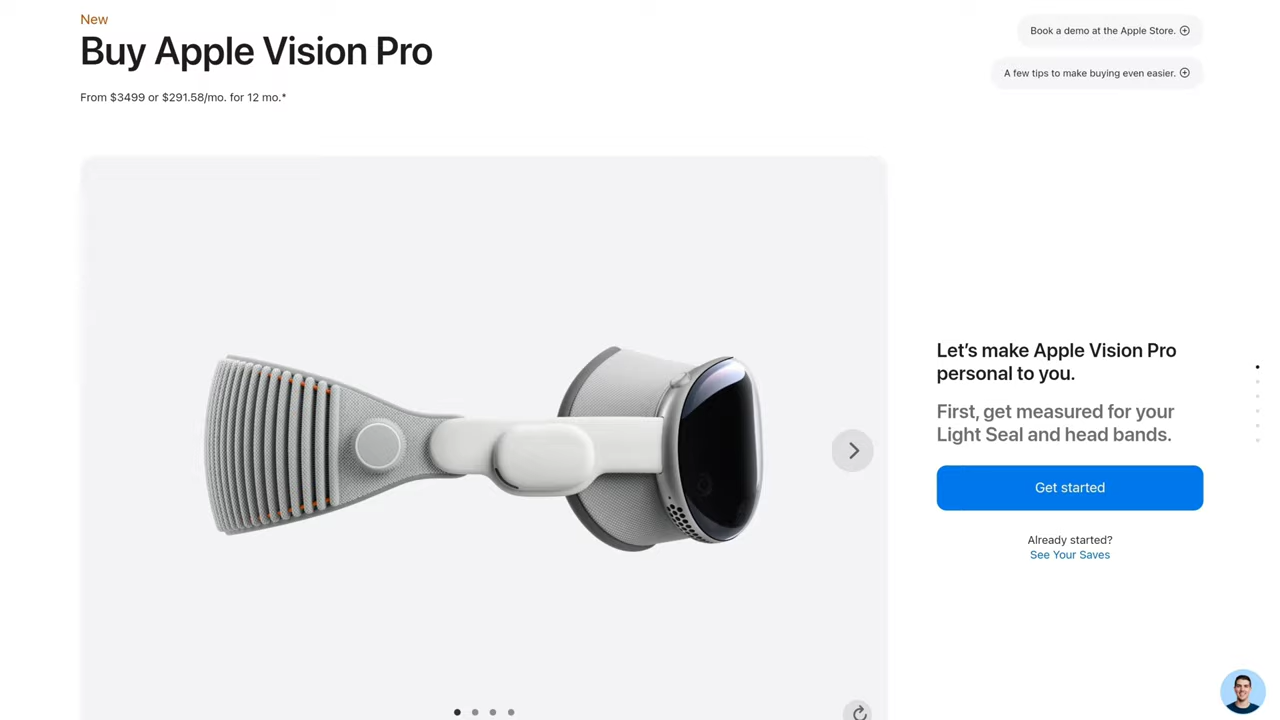 New
Buy Apple Vision Pro
From $3499 or $291.58/mo. for 12 mo.*
Book a demo at the Apple Store.
A few tips to make buying even easier.
Let’s make Apple Vision Pro
personal to you.
First, get measured for your
Light Seal and head bands.
Get started
Already started?
See Your Saves